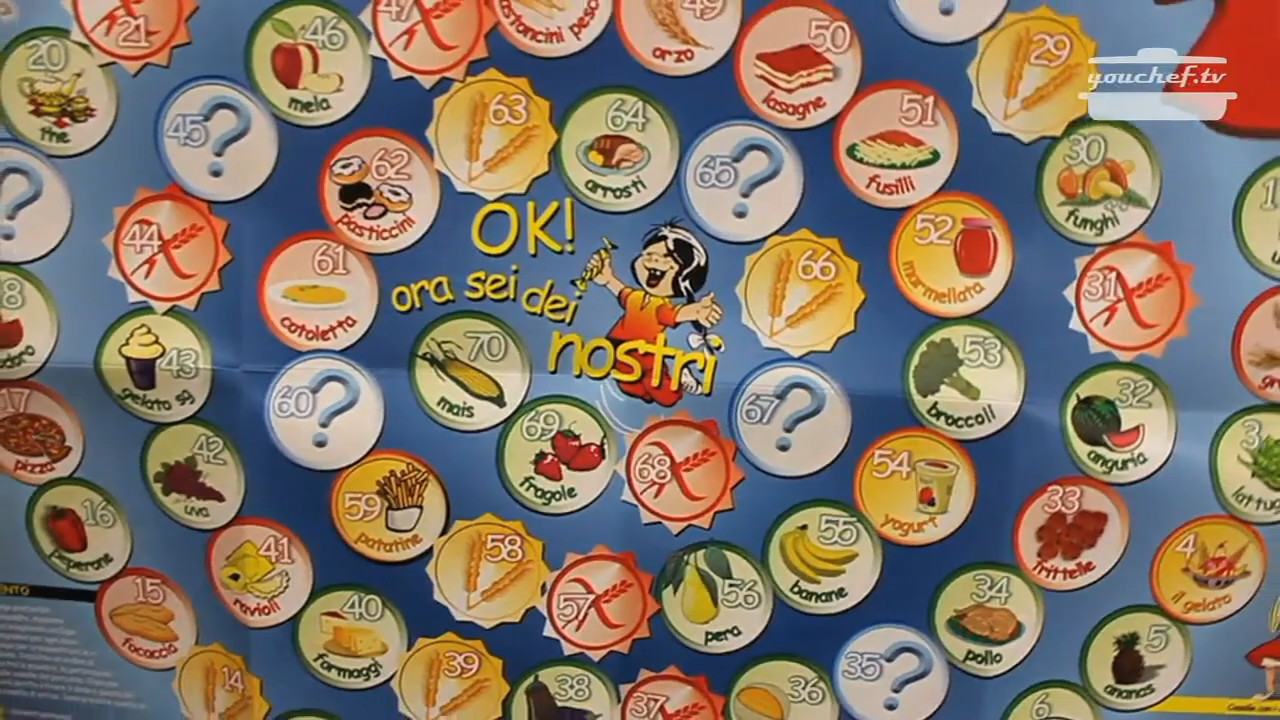 47
49
50
29
youchef.tv
21
46
bastoncini pesce
orzo
lasagne
20
mela
63
64
51
the
45
62
arrosti
65
fusilli
30
funghi
pasticcini
OK!
52
44
61
ora sei dei
66
marmellata
31
cotoletta
nostri
8
43
70
53
gelato sg
60
mais
67
broccoli
32
17
42
69
68
54
anguria
3
pizza
uva
59
fragole
yogurt
33
16
patatine
58
55
frittelle
peperone
41
57
56
banane
4
15
ravioli
40
pera
34
il gelato
focaccia
formaggi
39
pollo
5
14
38
37
36
35
ananas
6